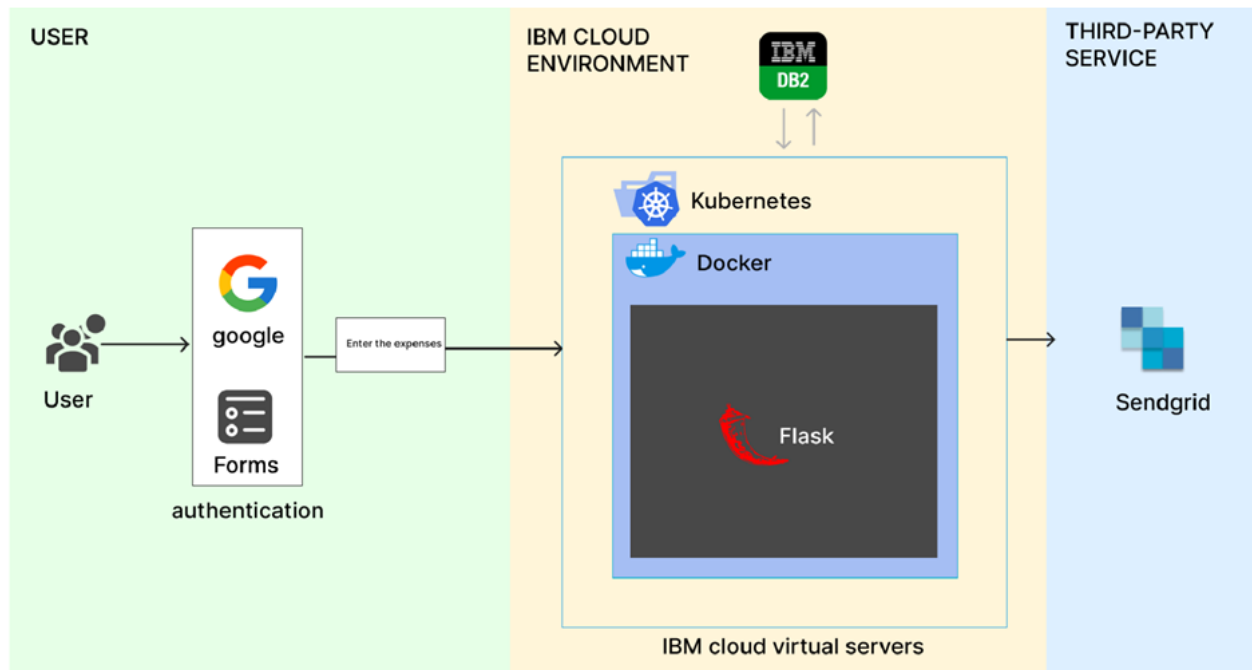 USER
IBM CLOUD
ENVIRONMENT
THIRD-PARTY
SERVICE
IBM
DB2
Kubernetes
Docker
google
Enter the expenses
User
Sendgrid
Flask
Forms
authentication
IBM cloud virtual servers